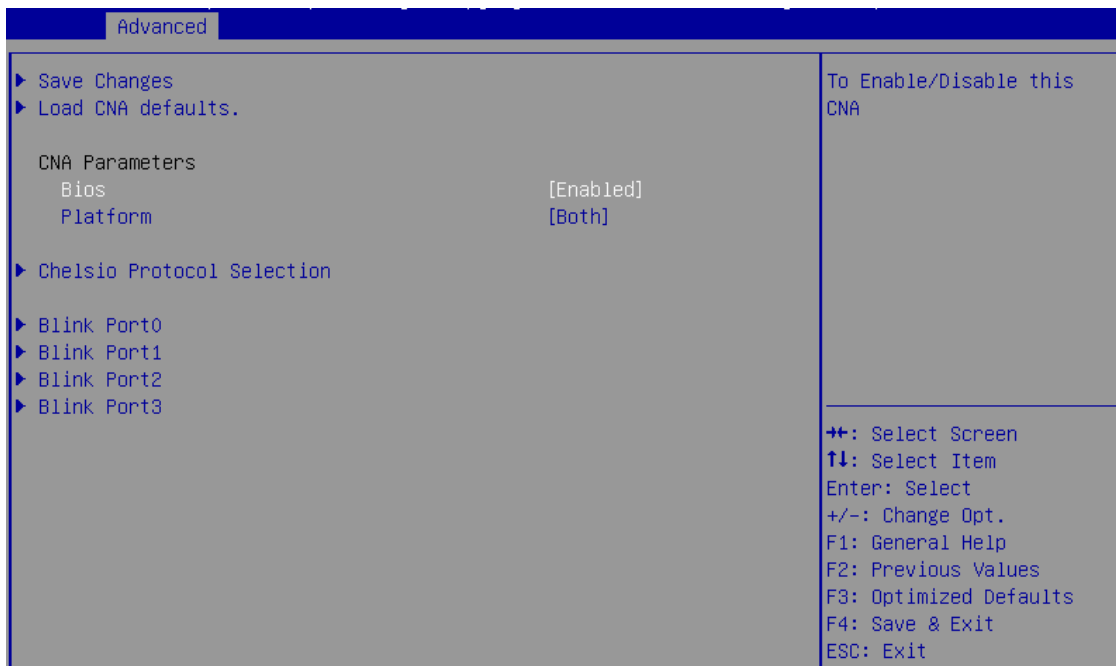 Advanced
Save Changes
Load CNA defaults.
CNA Parameters
Bios [Enabled]
Platform [Both]
Chelsio Protocol Selection
Blink Port0
Blink Port1
Blink Port2
Blink Port3
To Enable/Disable this
CNA
→←: Select Screen
↑↓: Select Item
Enter: Select
+/-: Change Opt.
F1: General Help
F2: Previous Values
F3: Optimized Defaults
F4: Save & Exit
ESC: Exit